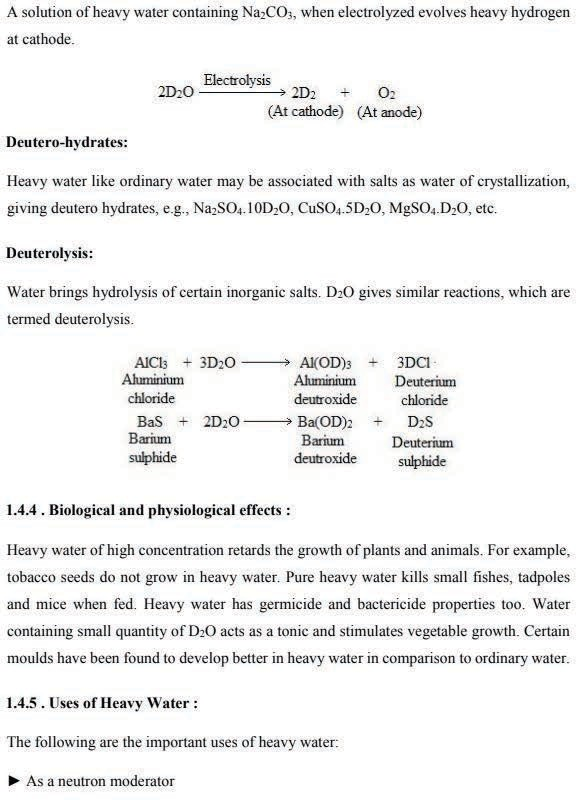 A solution of heavy water containing Na₂CO₃, when electrolyzed evolves heavy hydrogen
at cathode.
Electrolysis
2D₂O ⟶ 2D₂ + O₂
(At cathode) (At anode)
Deutero-hydrates:
Heavy water like ordinary water may be associated with salts as water of crystallization,
giving deutero hydrates, e.g., Na₂SO₄.10D₂O, CuSO₄.5D₂O, MgSO₄.D₂O, etc.
Deuterolysis:
Water brings hydrolysis of certain inorganic salts. D₂O gives similar reactions, which are
termed deuterolysis.
AlCl₃ + 3D₂O ⟶ Al(OD)₃ + 3DCl
Aluminium Aluminium Deuterium
chloride deutroxide chloride
BaS + 2D₂O ⟶ Ba(OD)₂ + D₂S
Barium Barium Deuterium
sulphide deutroxide sulphide
1.4.4 . Biological and physiological effects :
Heavy water of high concentration retards the growth of plants and animals. For example,
tobacco seeds do not grow in heavy water. Pure heavy water kills small fishes, tadpoles
and mice when fed. Heavy water has germicide and bactericide properties too. Water
containing small quantity of D₂O acts as a tonic and stimulates vegetable growth. Certain
moulds have been found to develop better in heavy water in comparison to ordinary water.
1.4.5 . Uses of Heavy Water :
The following are the important uses of heavy water:
► As a neutron moderator